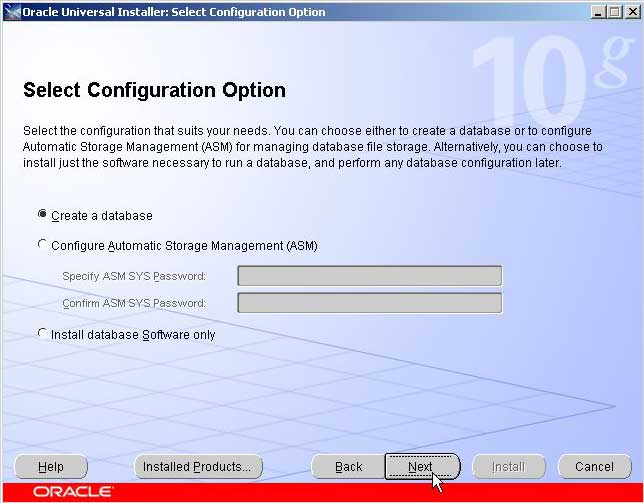 Oracle Universal Installer: Select Configuration Option
10g
Select Configuration Option
Select the configuration that suits your needs. You can choose either to create a database or to configure
Automatic Storage Management (ASM) for managing database file storage. Alternatively, you can choose to
install just the software necessary to run a database, and perform any database configuration later.
Create a database
Configure Automatic Storage Management (ASM)
Specify ASM SYS Password:
Confirm ASM SYS Password:
Install database Software only
Help Installed Products... Back Next Install Cancel
ORACLE